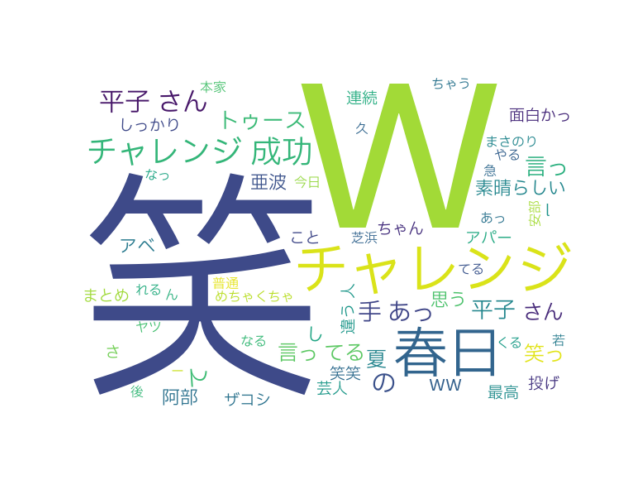 本家
ちゃう
平子 さん
連続
W
面白かっ
しっかり
トゥース
久
まさのり
チャレンジ 成功
やる
言っ
なっ
亜波
今日
急
素晴らしい
笑
あっ
安部
l
ちゃん
アベ
こと
芝浜
アパー
チャレンジ
てる
普通
まとめ
れる
ん
めちゃくちゃ
違う 人
手 あっ
思う
平子 さん
ヤツ
なる
し
春日
くる
若
さ
言っ てる
夏
笑っ
一
て
笑笑
の
ww
投げ
後
阿部
ザコシ
芸人
最高